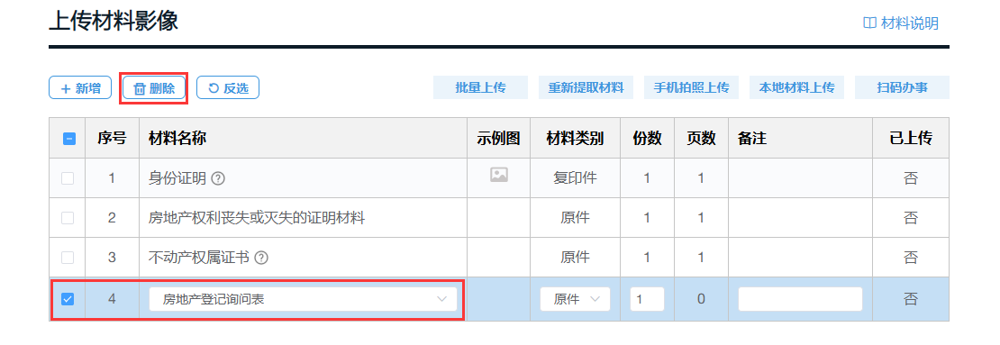 上传材料影像
材料说明
新增 删除 反选 批量上传 重新提取材料 手机拍照上传 本地材料上传 扫码办事
序号 材料名称 示例图 材料类别 份数 页数 备注 已上传
1 身份证明 ? 复印件 1 1 否
2 房地产权利丧失或灭失的证明材料 原件 1 1 否
3 不动产权属证书 ? 原件 1 1 否
4 房地产登记询问表 原件 1 0 否